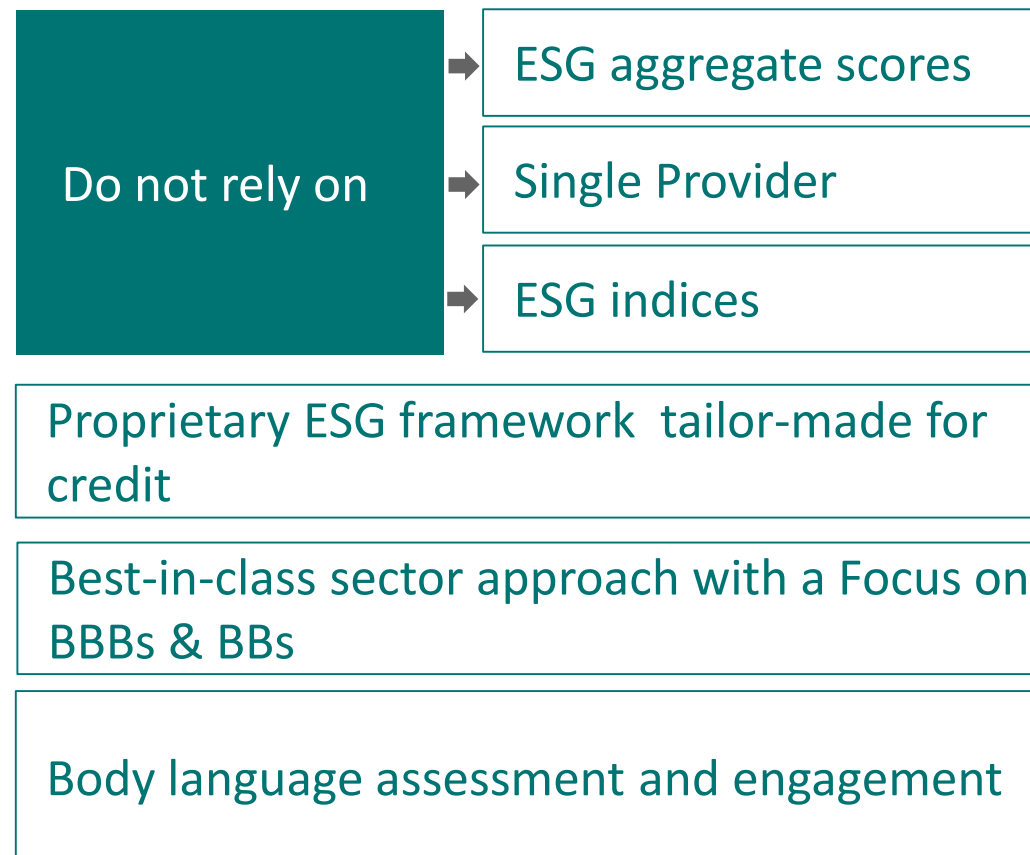 Do not rely on
ESG aggregate scores
Single Provider
ESG indices
Proprietary ESG framework  tailor-made for
credit
Best-in-class sector approach with a Focus on
BBBs & BBs
Body language assessment and engagement